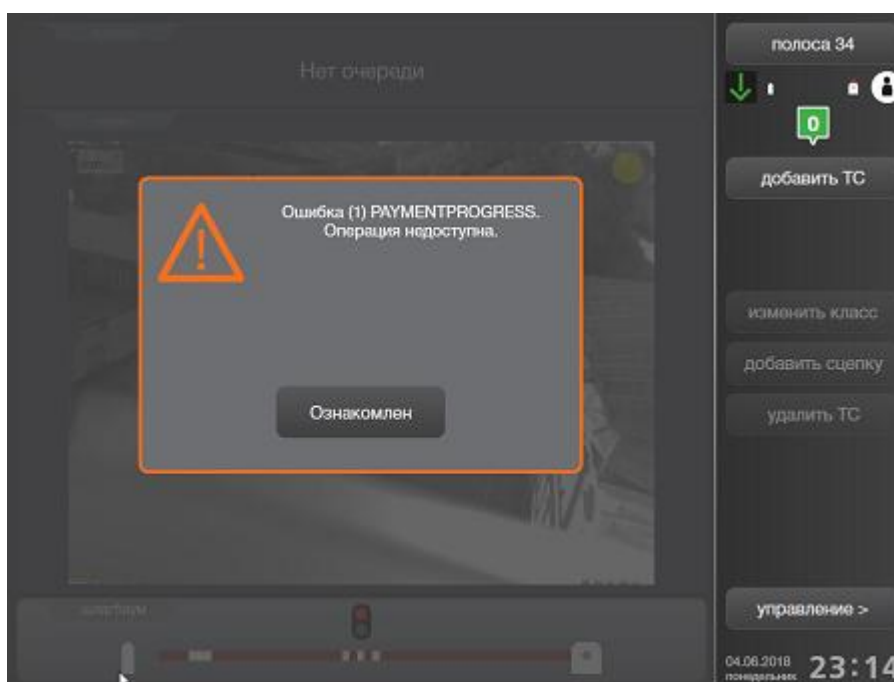 Нет очереди
Ошибка (1) PAYMENTPROGRESS.
Операция недоступна.
Ознакомлен
полоса 34
0
добавить ТС
изменить класс
добавить сцепку
удалить ТС
управление >
04.06.2018
понедельник
23:14